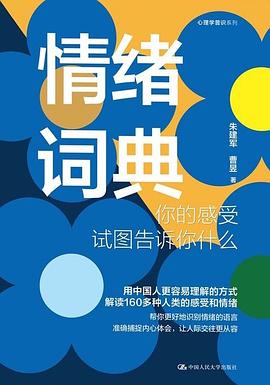 心理学普识系列
情绪
词典
朱建军
曹昱
著
你的感受
试图告诉你什么
用中国人更容易理解的方式
解读160多种人类的感受和情绪
帮你更好地识别情绪的语言
准确捕捉内心体会，让人际交往更从容
中国人民大学出版社